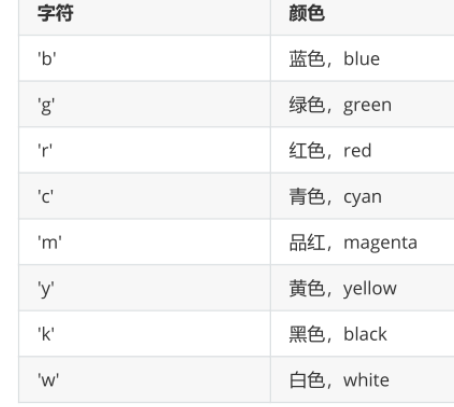 字符 颜色
'b' 蓝色，blue
'g' 绿色，green
'r' 红色，red
'c' 青色，cyan
'm' 品红，magenta
'y' 黄色，yellow
'k' 黑色，black
'w' 白色，white